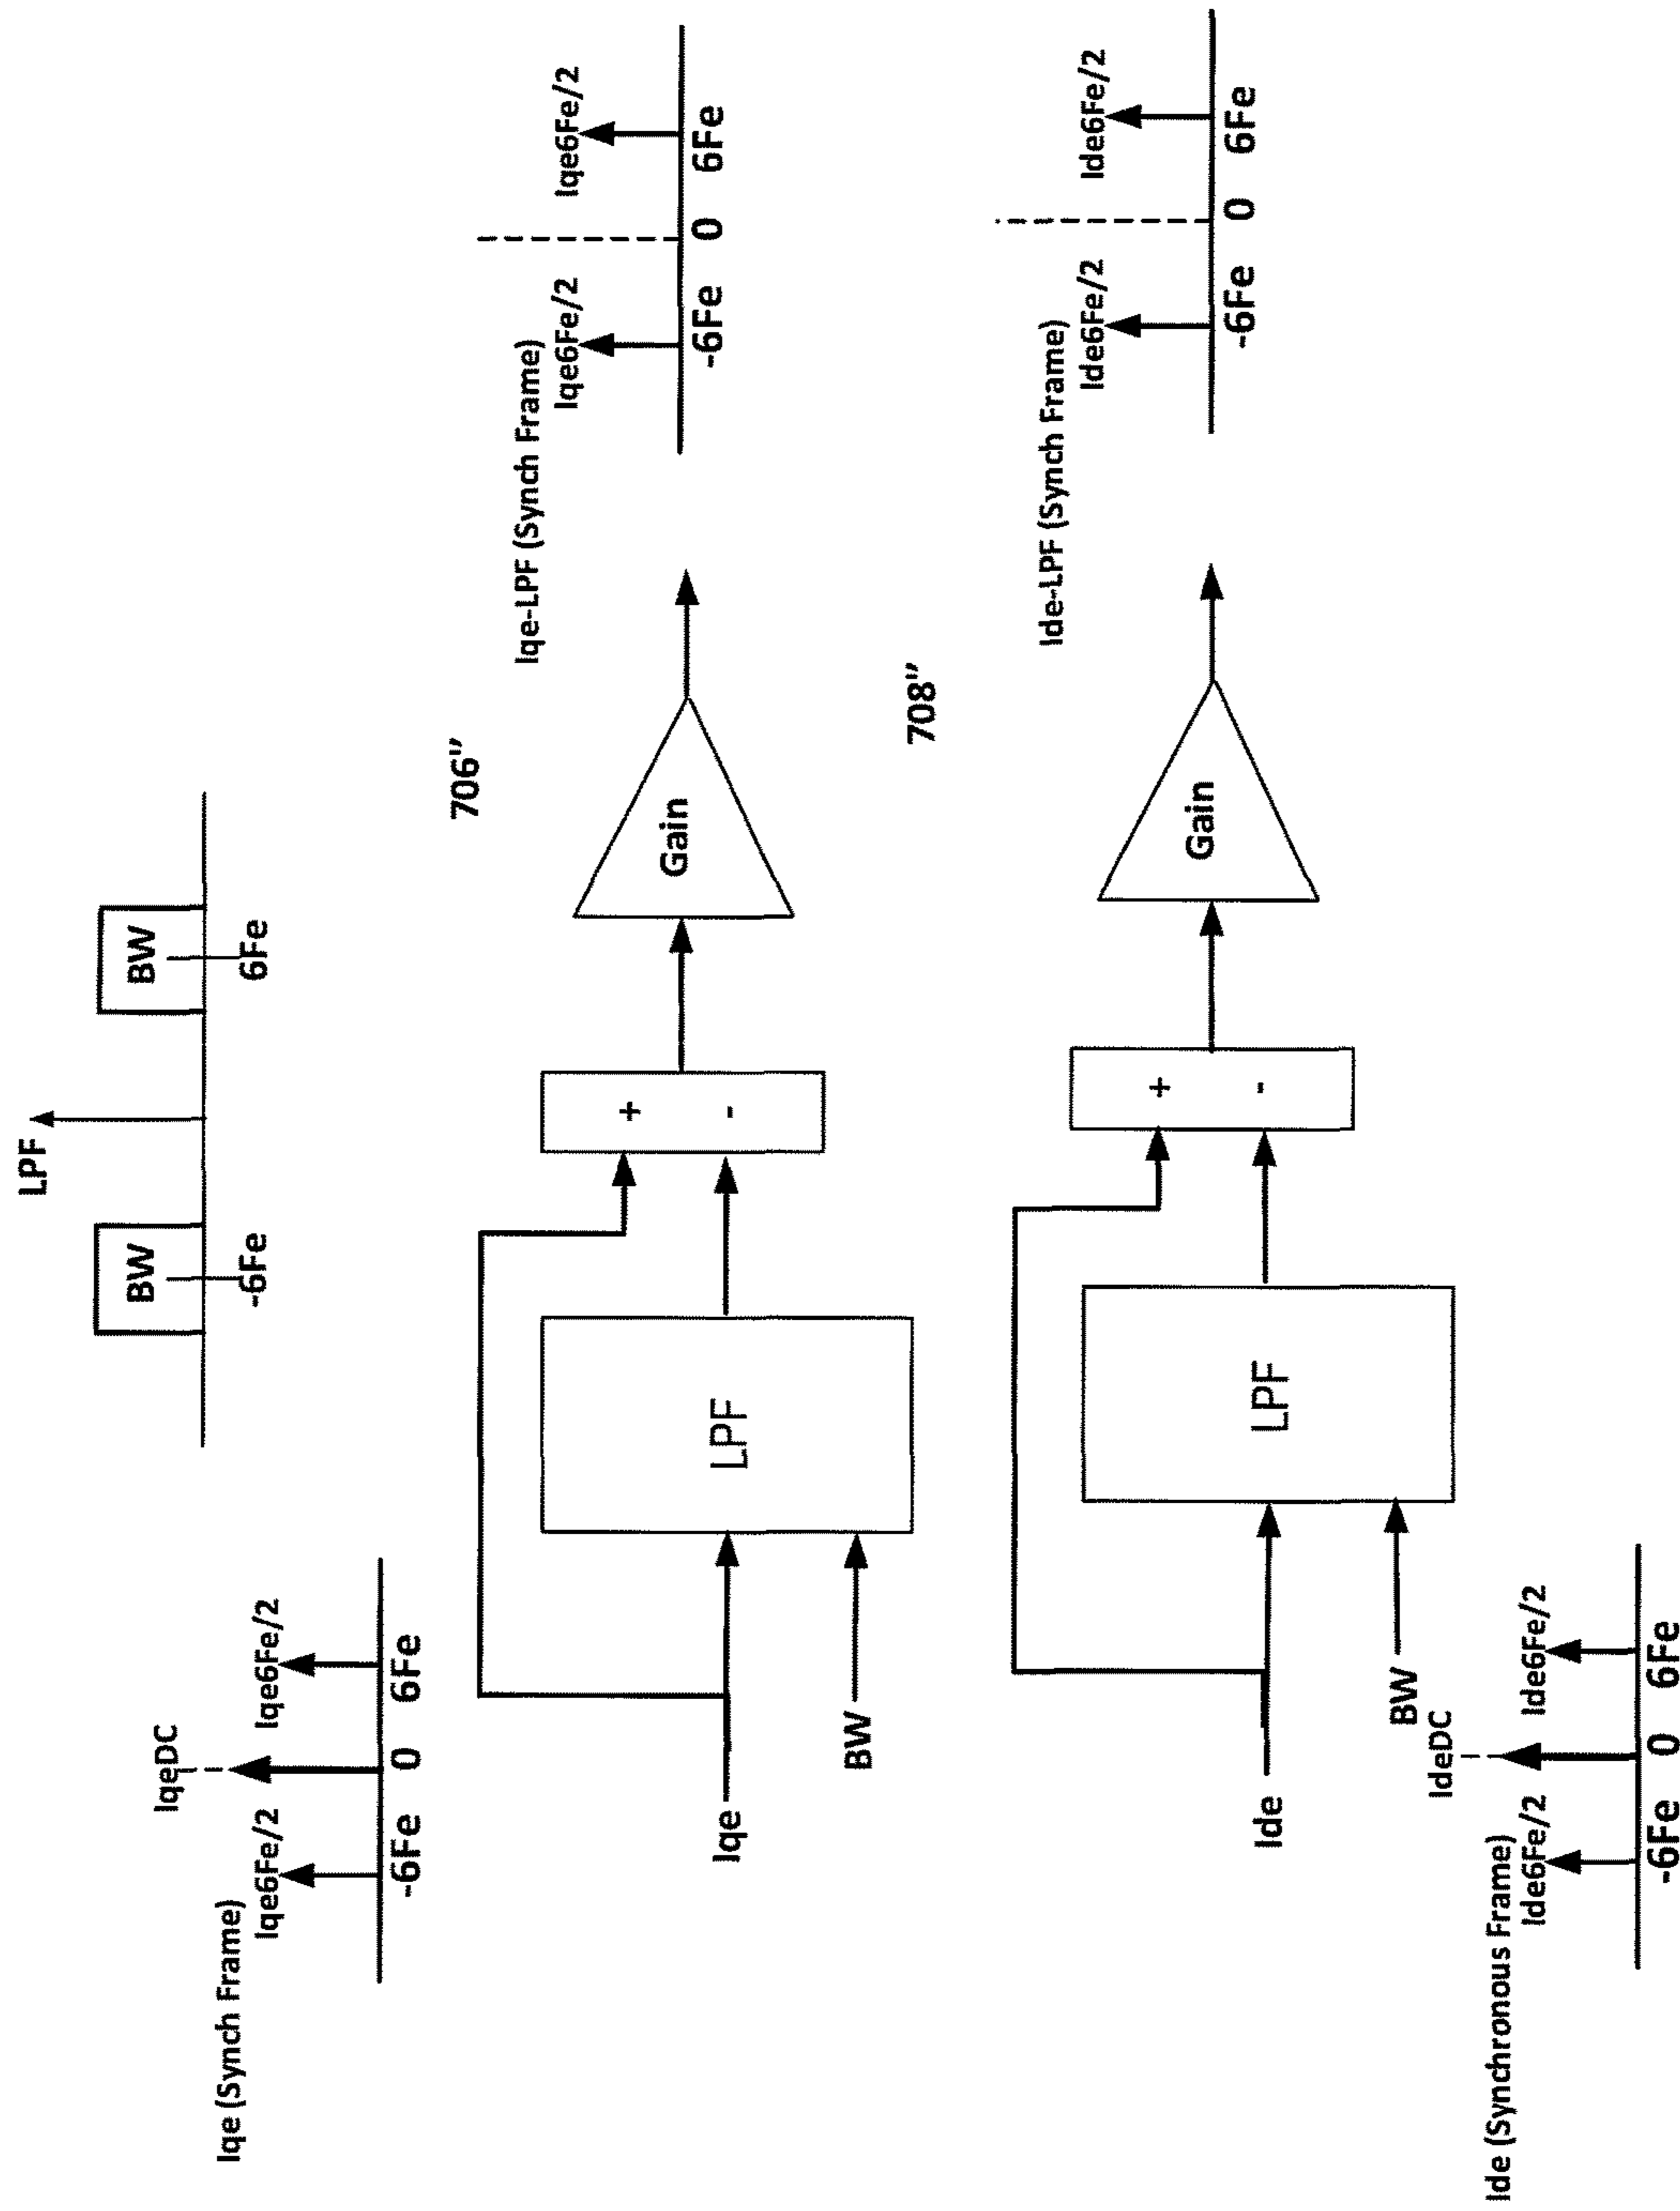 LPF
BW
BW
-6Fe
6Fe
Iqe (Synch Frame)
IqeDC
Iqe6Fe/2
Iqe6Fe/2
-6Fe
0
6Fe
706''
Iqe
BW
LPF
+
-
Gain
Iqe-LPF (Synch Frame)
Iqe6Fe/2
Iqe6Fe/2
-6Fe
0
6Fe
708''
Ide
BW
LPF
+
-
Gain
Ide-LPF (Synch Frame)
Ide6Fe/2
Ide6Fe/2
-6Fe
0
6Fe
Ide (Synchronous Frame)
IdeDC
Ide6Fe/2
Ide6Fe/2
-6Fe
0
6Fe